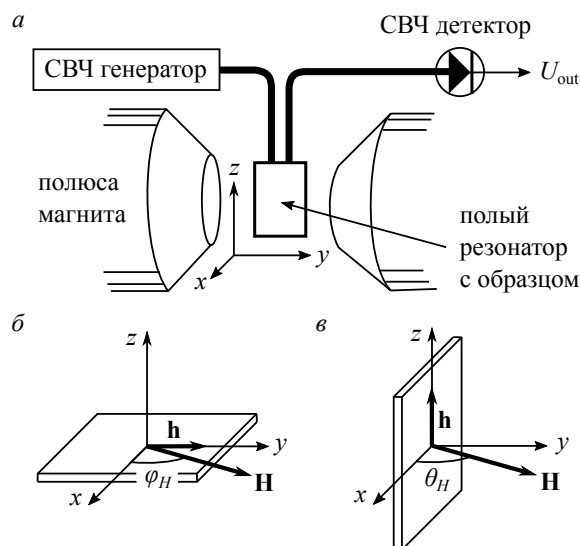 а
СВЧ детектор
СВЧ генератор
U_out
полюса
магнита
z
y
x
полый
резонатор
с образцом
б
z
h
y
x
φ_H
H
в
z
h
y
x
θ_H
H